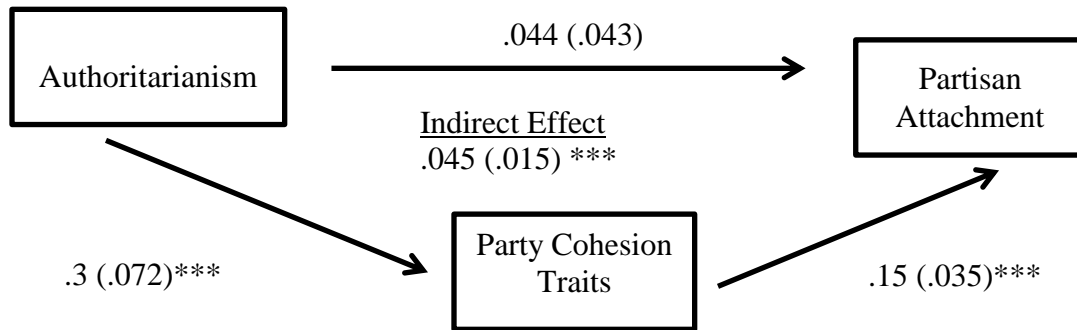 .044 (.043)
Authoritarianism
Partisan
Attachment
Indirect Effect
.045 (.015) ***
Party Cohesion
Traits
.3 (.072)***
.15 (.035)***